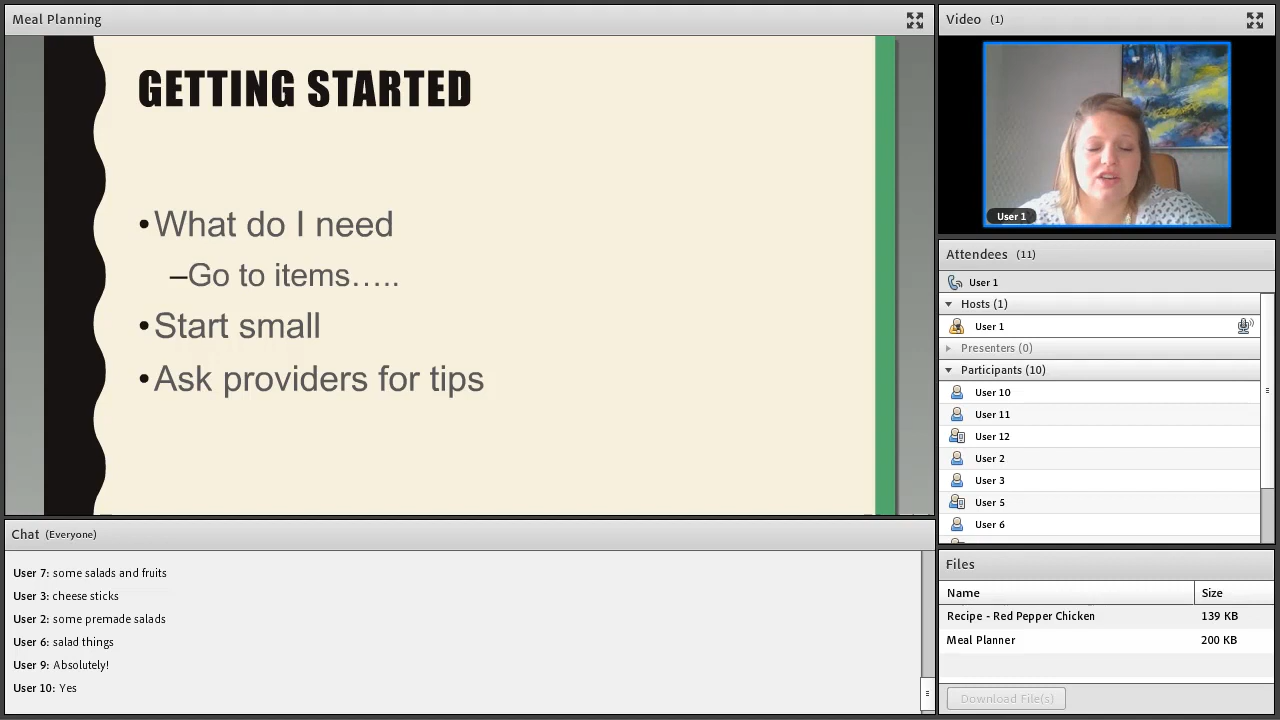 Meal Planning
GETTING STARTED
•What do I need
–Go to items…..
•Start small
•Ask providers for tips
Chat (Everyone)
User 7: some salads and fruits
User 3: cheese sticks
User 2: some premade salads
User 6: salad things
User 9: Absolutely!
User 10: Yes
Video (1)
User 1
Attendees (11)
User 1
Hosts (1)
User 1
Presenters (0)
Participants (10)
User 10
User 11
User 12
User 2
User 3
User 5
User 6
Files
Name Size
Recipe - Red Pepper Chicken 139 KB
Meal Planner 200 KB
Download File(s)